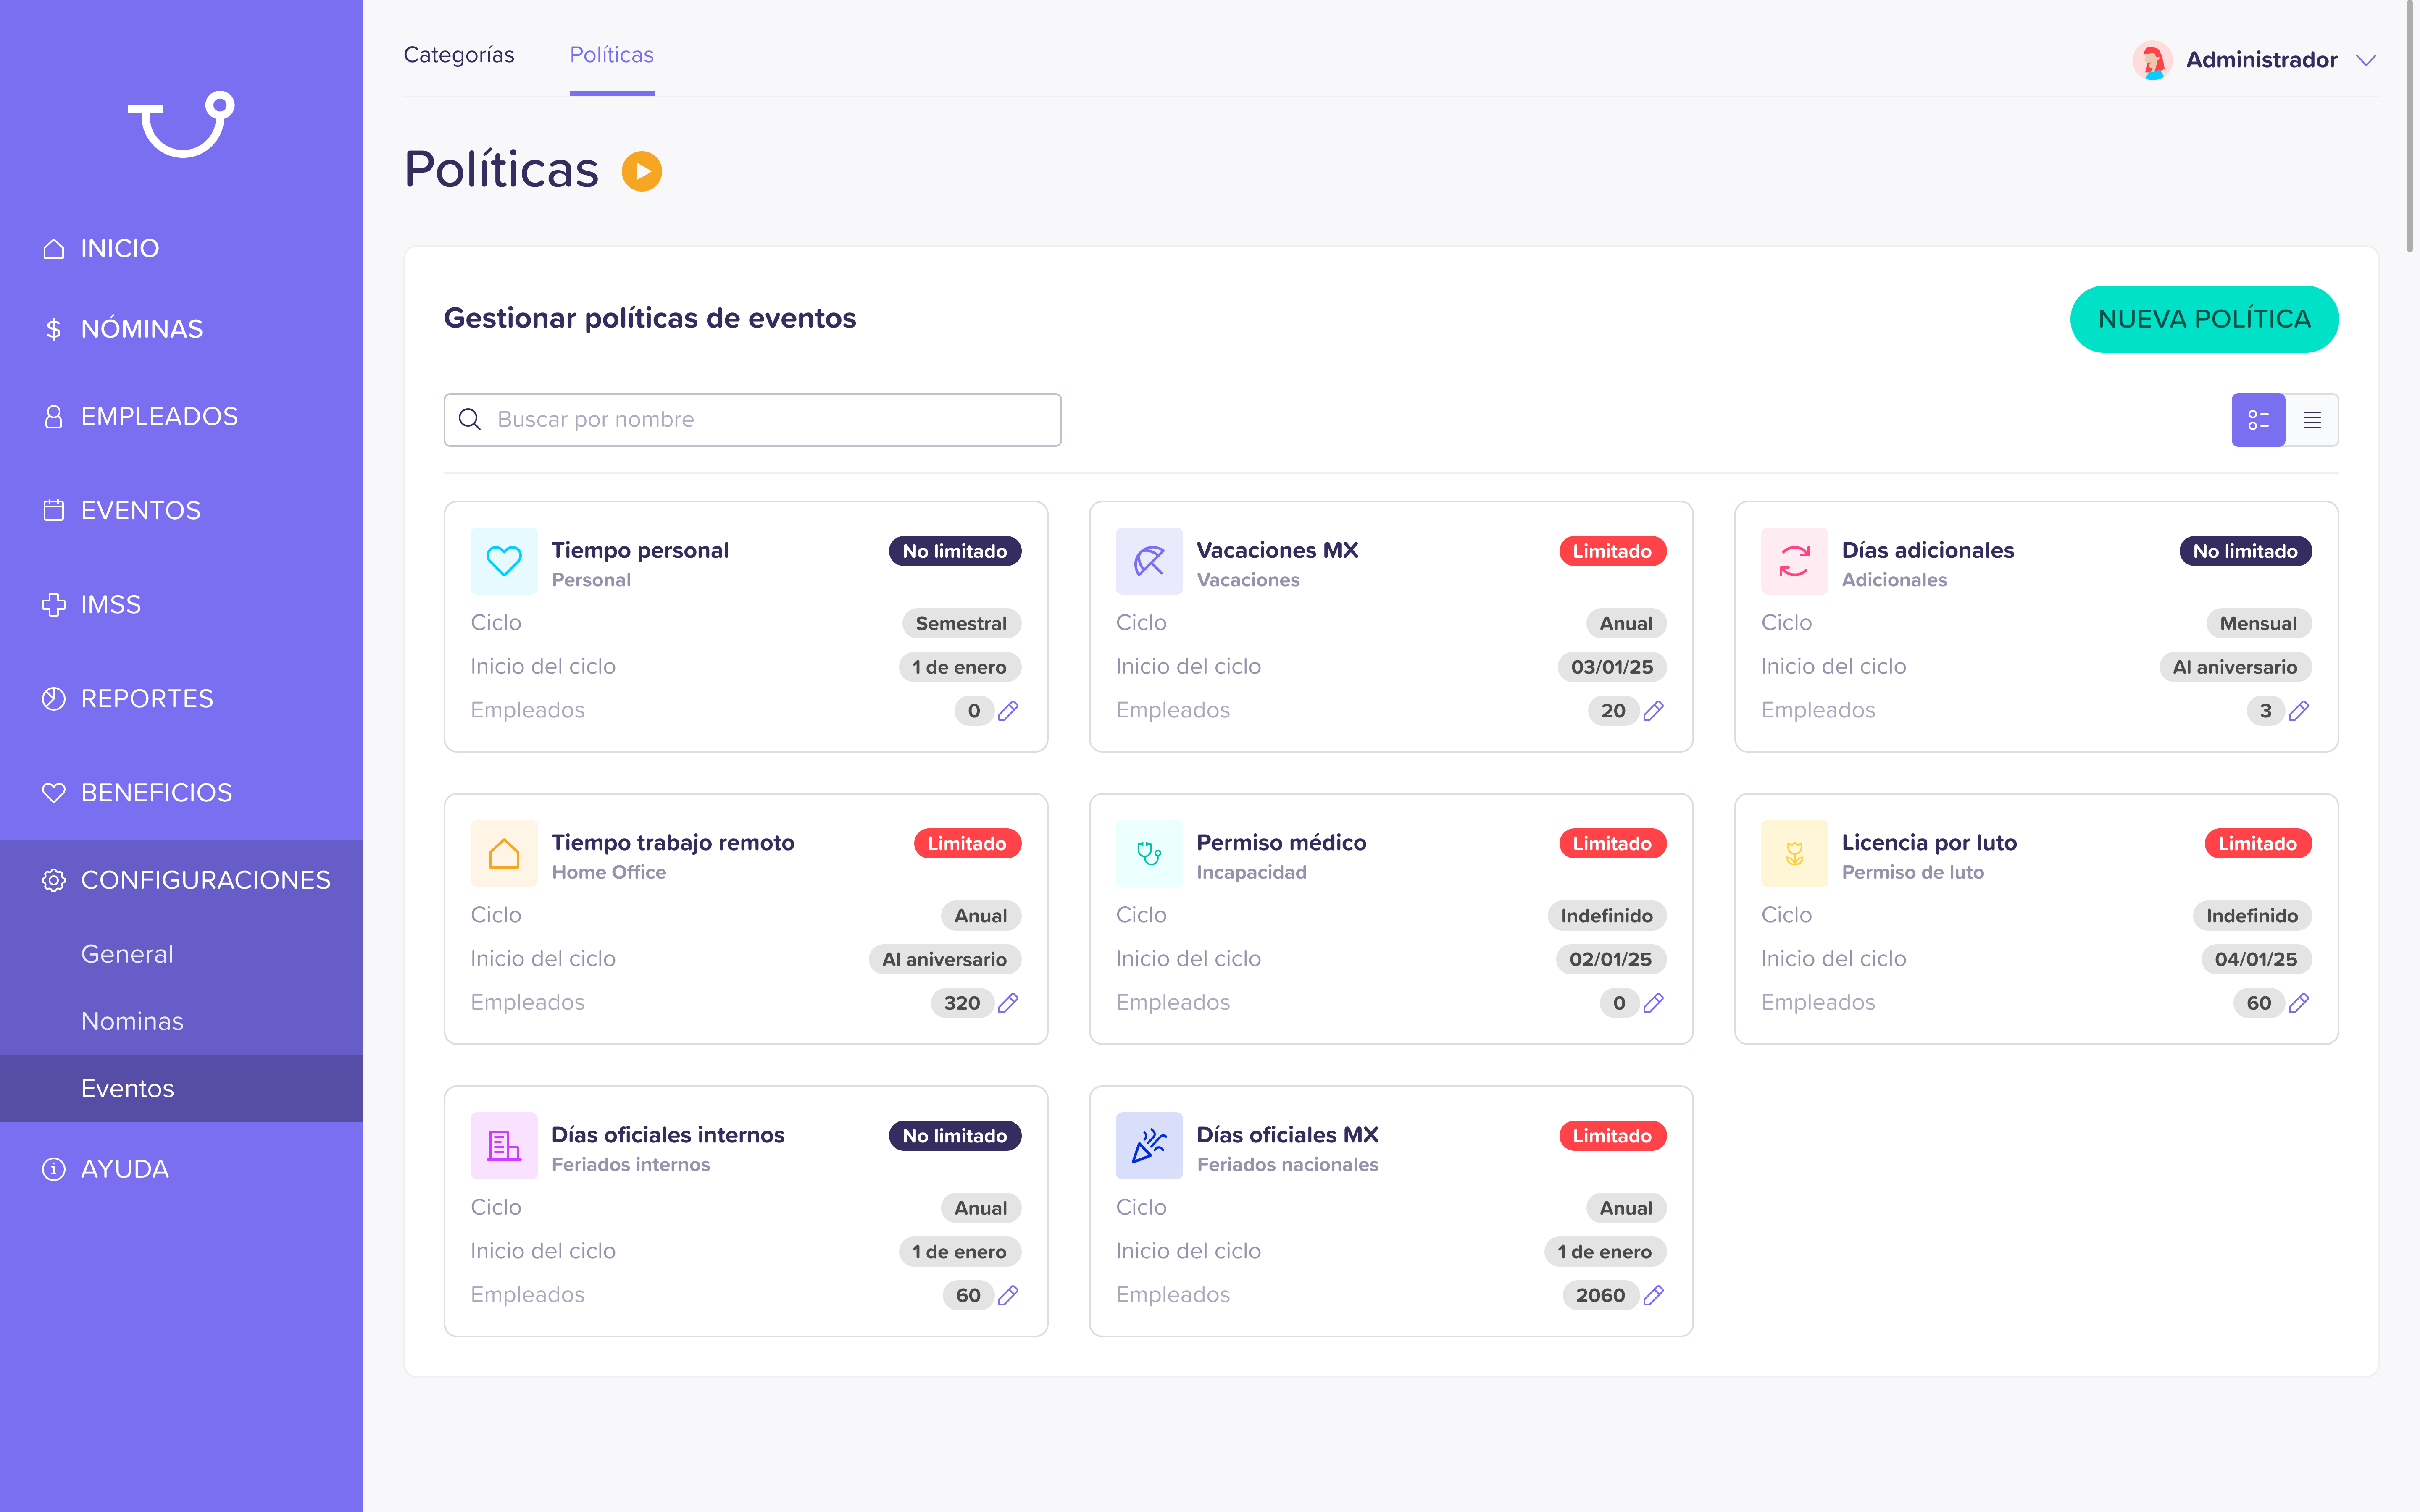 INICIO
$ NÓMINAS
EMPLEADOS
EVENTOS
IMSS
REPORTES
BENEFICIOS
CONFIGURACIONES
General
Nominas
Eventos
AYUDA
Categorías Políticas
Administrador
Políticas
Gestionar políticas de eventos
NUEVA POLÍTICA
Buscar por nombre
Tiempo personal No limitado
Personal
Ciclo Semestral
Inicio del ciclo 1 de enero
Empleados 0
Vacaciones MX Limitado
Vacaciones
Ciclo Anual
Inicio del ciclo 03/01/25
Empleados 20
Días adicionales No limitado
Adicionales
Ciclo Mensual
Inicio del ciclo Al aniversario
Empleados 3
Tiempo trabajo remoto Limitado
Home Office
Ciclo Anual
Inicio del ciclo Al aniversario
Empleados 320
Permiso médico Limitado
Incapacidad
Ciclo Indefinido
Inicio del ciclo 02/01/25
Empleados 0
Licencia por luto Limitado
Permiso de luto
Ciclo Indefinido
Inicio del ciclo 04/01/25
Empleados 60
Días oficiales internos No limitado
Feriados internos
Ciclo Anual
Inicio del ciclo 1 de enero
Empleados 60
Días oficiales MX Limitado
Feriados nacionales
Ciclo Anual
Inicio del ciclo 1 de enero
Empleados 2060